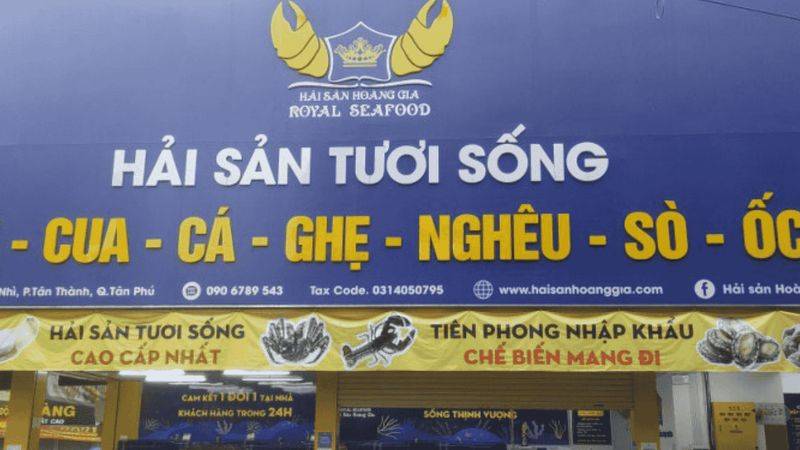 HẢI SẢN HOÀNG GIA
ROYAL SEAFOOD
HẢI SẢN TƯƠI SỐNG
- CUA - CÁ - GHẸ - NGHÊU - SÒ - ỐC
Nhì, P.Tân Thành, Q.Tân Phú 090 6789 543 Tax Code. 0314050795 www.haisanhoanggia.com Hải sản Hoà
HẢI SẢN TƯƠI SỐNG
CAO CẤP NHẤT
TIÊN PHONG NHẬP KHẨU
CHẾ BIẾN MANG ĐI
CAM KẾT 1 ĐỔI 1 TẠI NHÀ
KHÁCH HÀNG TRONG 24H
SỐNG THỊNH VƯỢNG